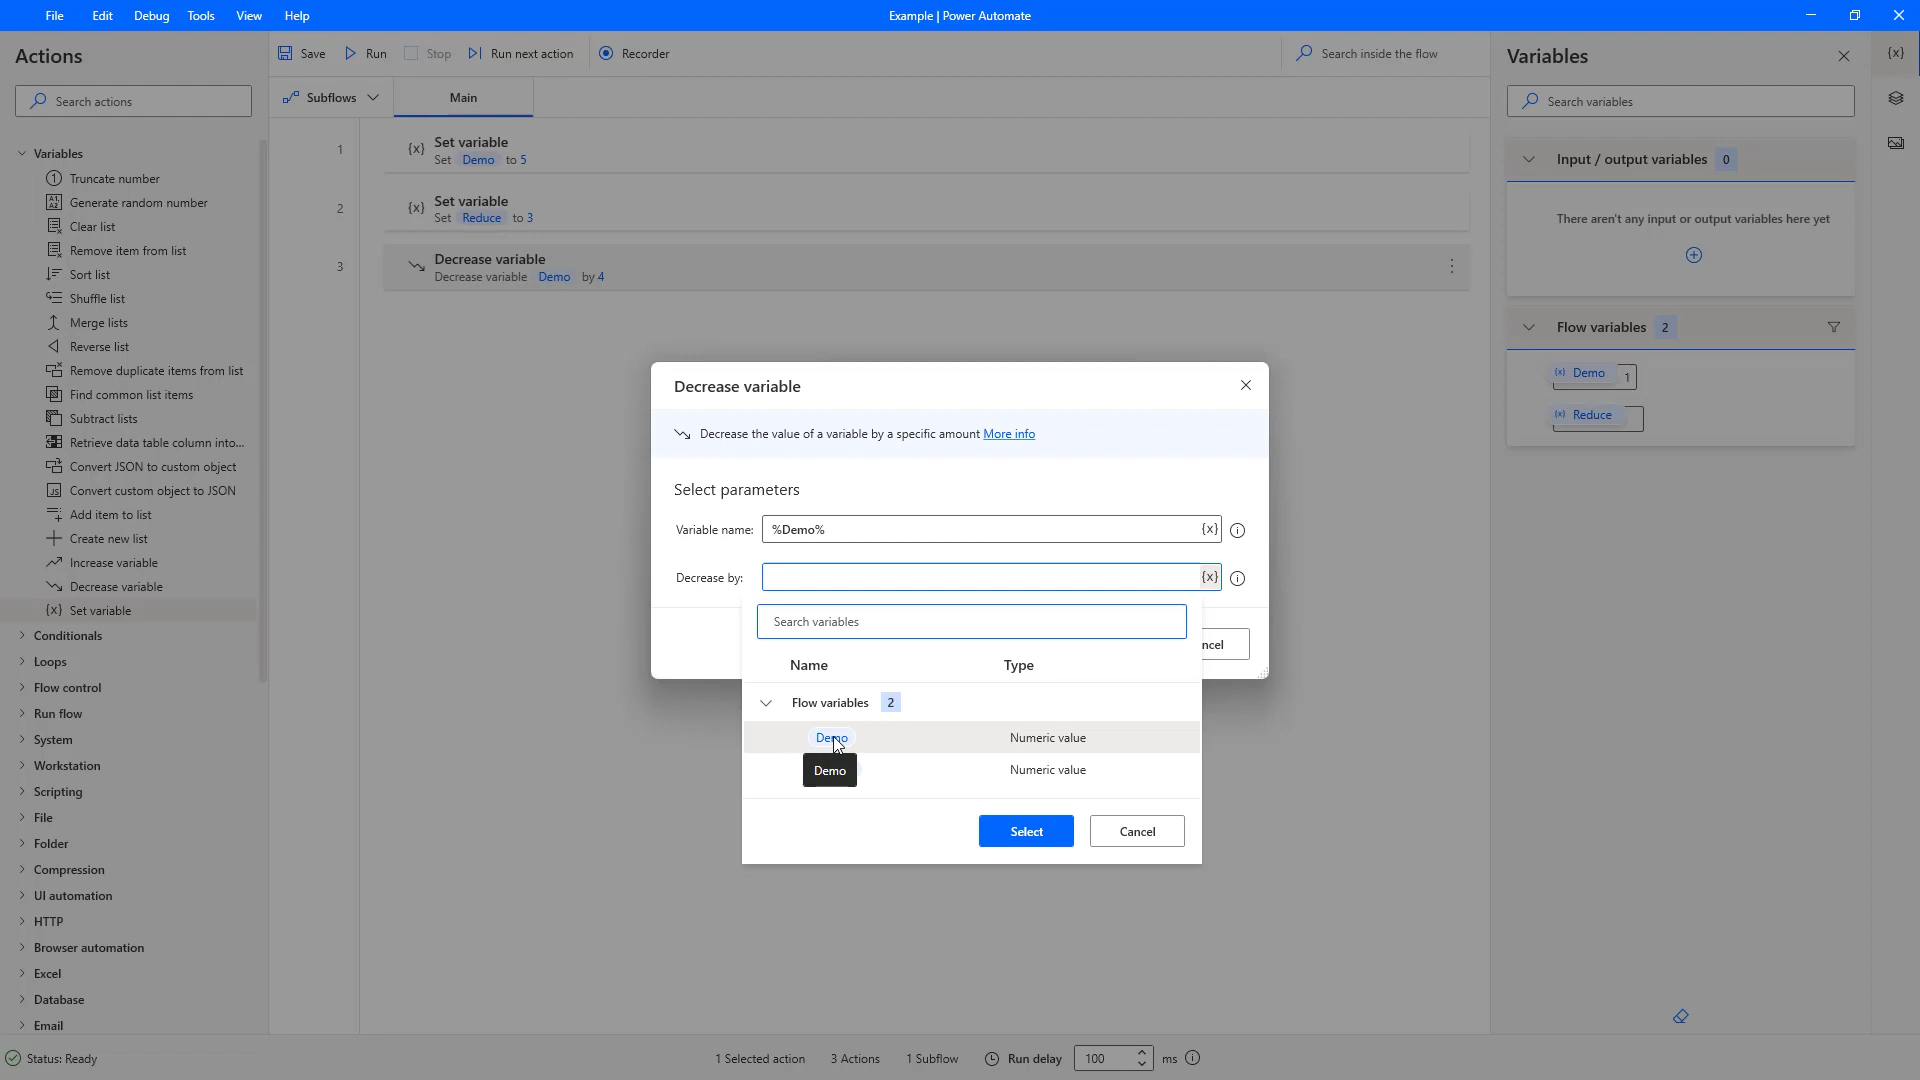 File Edit Debug Tools View Help
Example | Power Automate
Actions
Search actions
Variables
Truncate number
Generate random number
Clear list
Remove item from list
Sort list
Shuffle list
Merge lists
Reverse list
Remove duplicate items from list
Find common list items
Subtract lists
Retrieve data table column into...
Convert JSON to custom object
Convert custom object to JSON
Add item to list
Create new list
Increase variable
Decrease variable
{x} Set variable
Conditionals
Loops
Flow control
Run flow
System
Workstation
Scripting
File
Folder
Compression
UI automation
HTTP
Browser automation
Excel
Database
Email
Save Run Stop Run next action Recorder
Search inside the flow
Subflows Main
1 {x} Set variable
Set Demo to 5
2 {x} Set variable
Set Reduce to 3
3 Decrease variable
Decrease variable Demo by 4
Decrease variable
Decrease the value of a variable by a specific amount More info
Select parameters
Variable name: %Demo% {x}
Decrease by: {x}
ncel
Search variables
Name Type
Flow variables 2
Demo Numeric value
Demo Numeric value
Select Cancel
Variables
{x}
Search variables
Input / output variables 0
There aren't any input or output variables here yet
Flow variables 2
(x) Demo 1
(x) Reduce
Status: Ready
1 Selected action 3 Actions 1 Subflow Run delay 100 ms